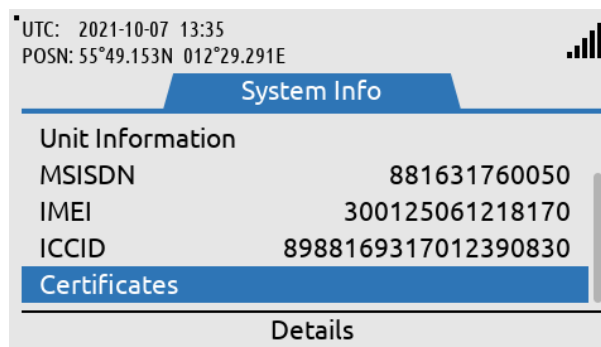 UTC: 2021-10-07 13:35
POSN: 55°49.153N 012°29.291E
System Info
Unit Information
MSISDN 881631760050
IMEI 300125061218170
ICCID 8988169317012390830
Certificates
Details